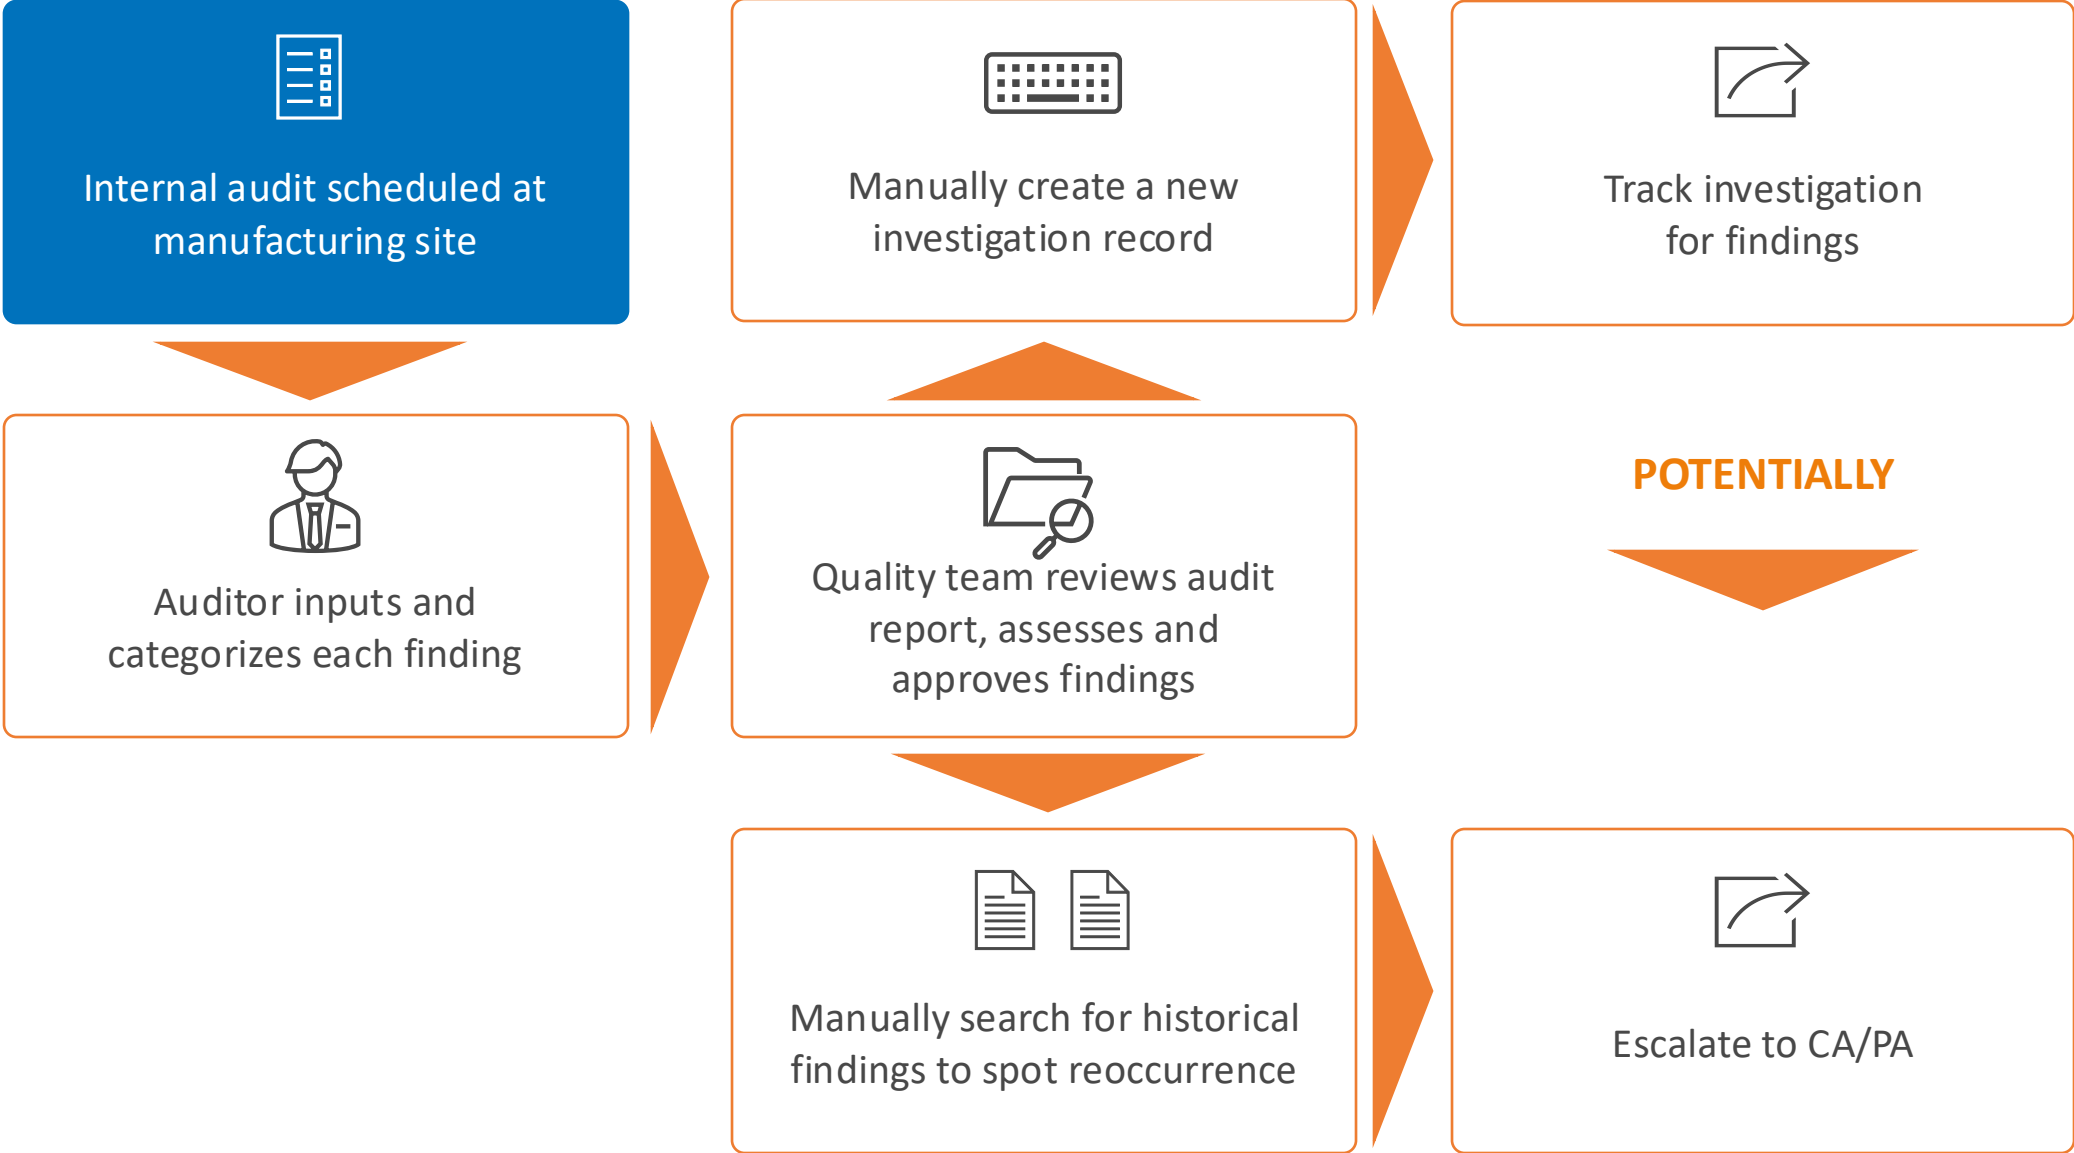 Internal audit scheduled at
manufacturing site
Manually create a new
investigation record
Track investigation
for findings
Auditor inputs and
categorizes each finding
Quality team reviews audit
report, assesses and
approves findings
POTENTIALLY
Manually search for historical
findings to spot reoccurrence
Escalate to CA/PA